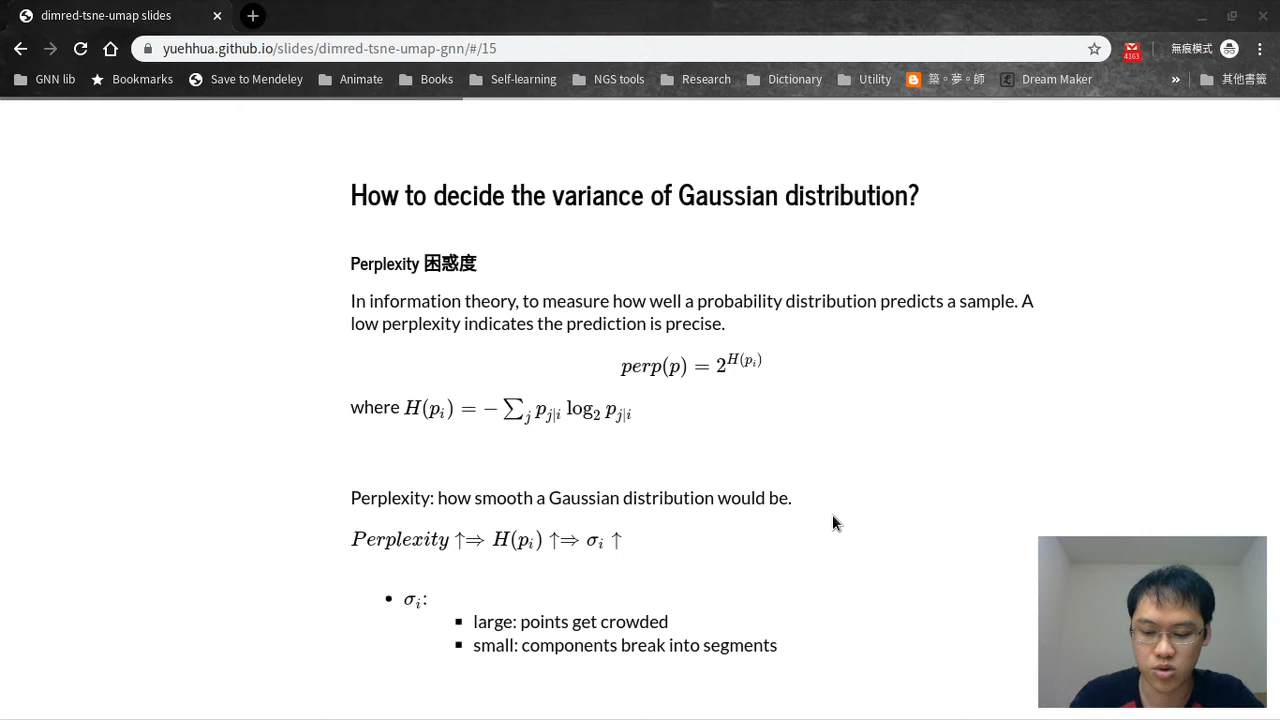 dimred-tsne-umap slides
yuehhua.github.io/slides/dimred-tsne-umap-gnn/#/15
4163
無痕模式
GNN lib Bookmarks Save to Mendeley Animate Books Self-learning NGS tools Research Dictionary Utility 築。夢。師 Dream Maker » 其他書籤
How to decide the variance of Gaussian distribution?
Perplexity 困惑度
In information theory, to measure how well a probability distribution predicts a sample. A
low perplexity indicates the prediction is precise.
perp(p) = 2^{H(p_i)}
where H(p_i) = − ∑_j p_{j|i} log_2 p_{j|i}
Perplexity: how smooth a Gaussian distribution would be.
Perplexity ↑⇒ H(p_i) ↑⇒ σ_i ↑
• σ_i:
▪ large: points get crowded
▪ small: components break into segments